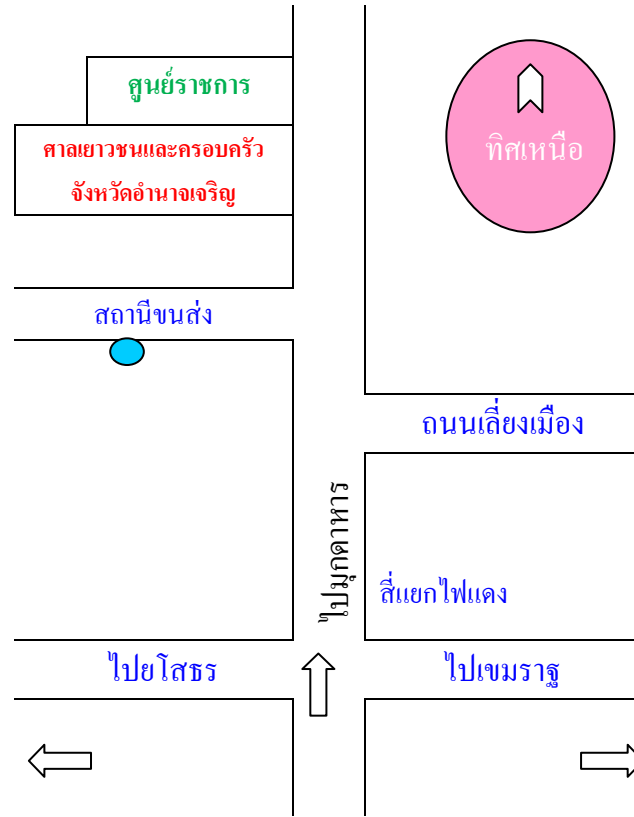 ศูนย์ราชการ
ศาลเยาวชนและครอบครัว
จังหวัดอำนาจเจริญ
ทิศเหนือ
สถานีขนส่ง
ถนนเลี่ยงเมือง
ไปมุกดาหาร
สี่แยกไฟแดง
ไปยโสธร
ไปเขมราฐ